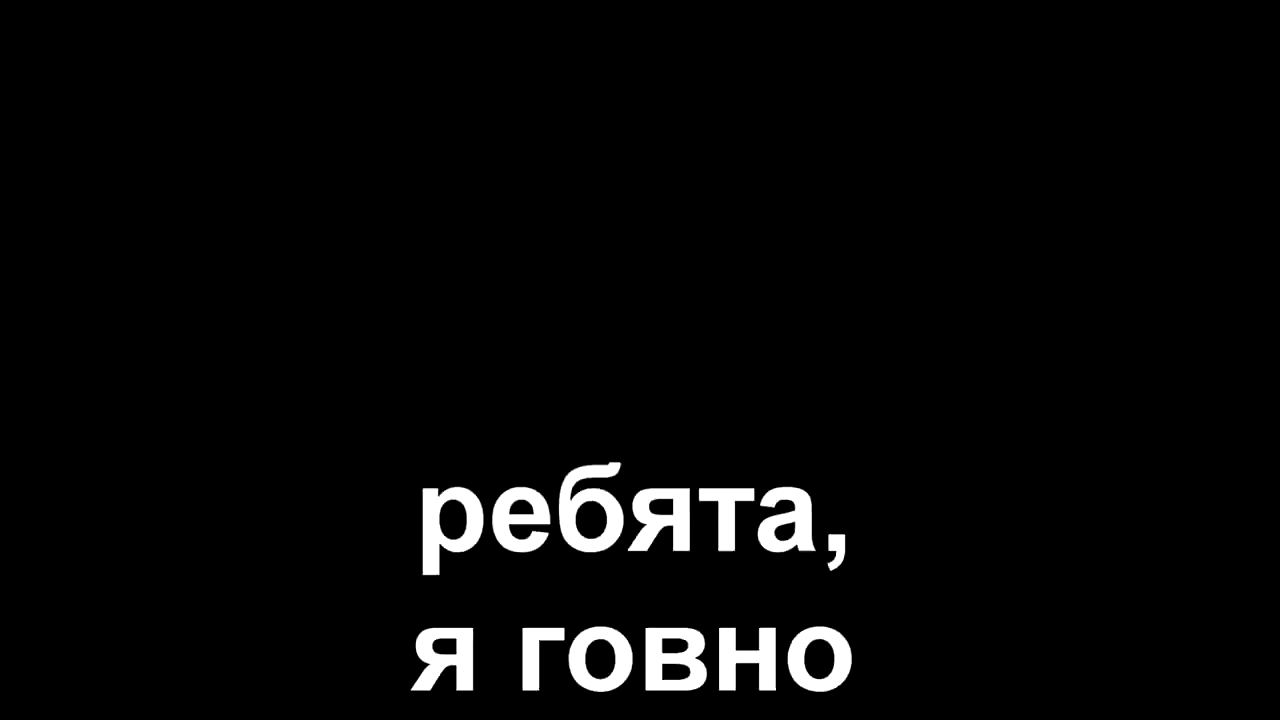 ребята,
я говно